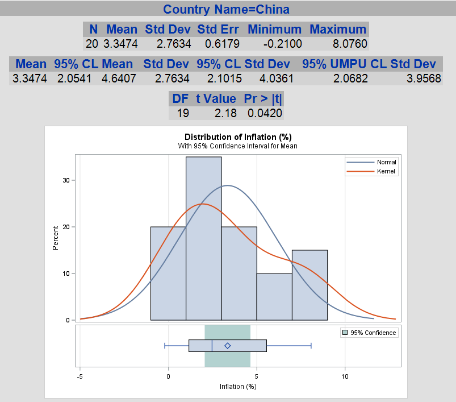 Country Name=China
N Mean Std Dev Std Err Minimum Maximum
20 3.3474 2.7634 0.6179 -0.2100 8.0760
Mean 95% CL Mean Std Dev 95% CL Std Dev 95% UMPU CL Std Dev
3.3474 2.0541 4.6407 2.7634 2.1015 4.0361 2.0682 3.9568
DF t Value Pr > |t|
19 2.18 0.0420
Distribution of Inflation (%)
With 95% Confidence Interval for Mean
Normal
Kernel
30
20
10
0
Percent
95% Confidence
-5 0 5 10
Inflation (%)